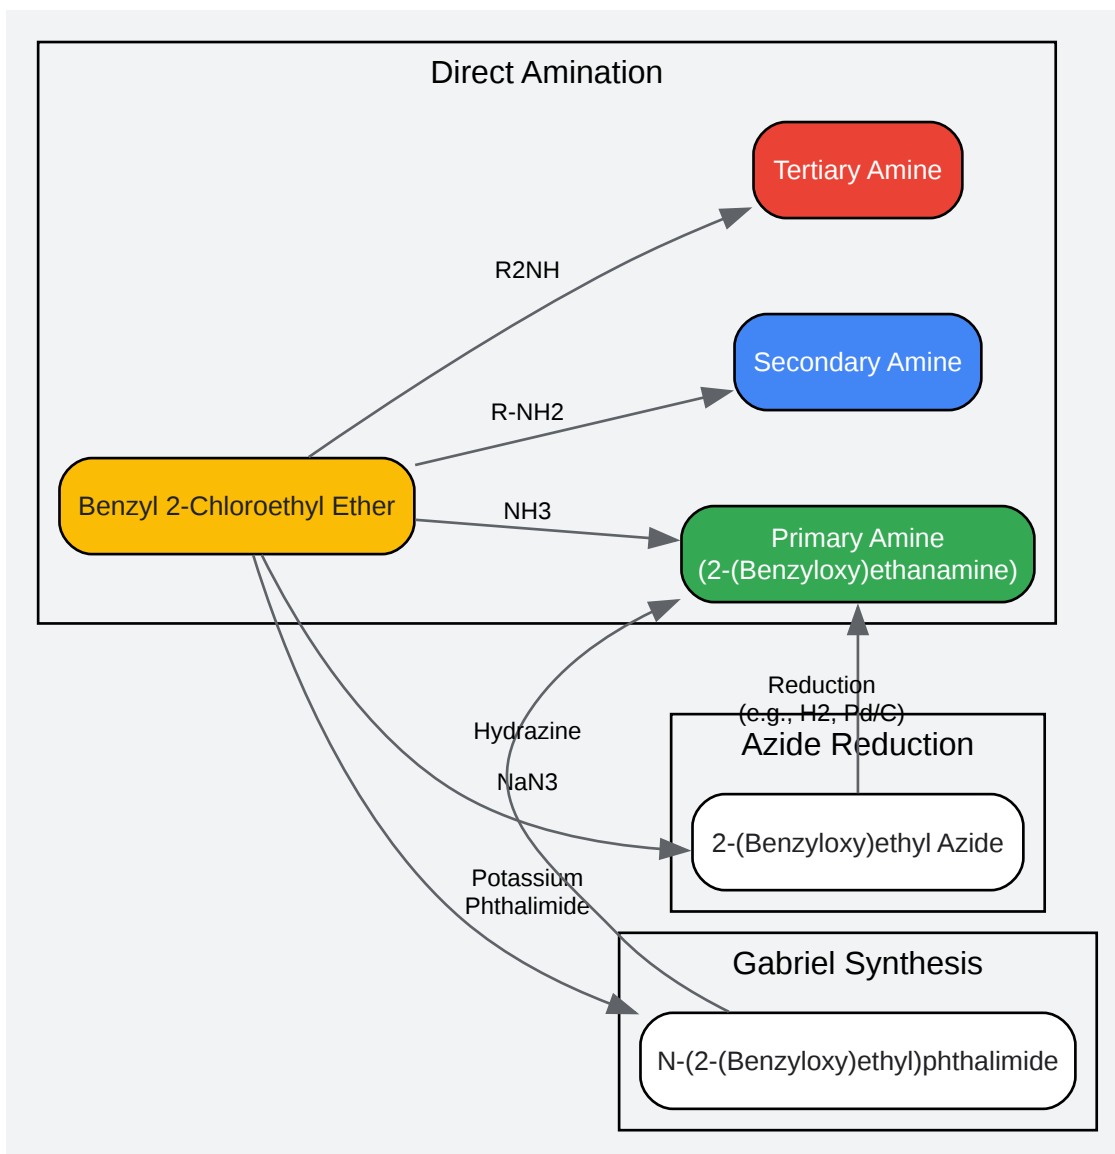 Direct Amination
Tertiary Amine
R2NH
Secondary Amine
R-NH2
Benzyl 2-Chloroethyl Ether
NH3
Primary Amine
(2-(Benzyloxy)ethanamine)
Reduction
(e.g., H2, Pd/C)
Hydrazine
Azide Reduction
NaN3
2-(Benzyloxy)ethyl Azide
Potassium
Phthalimide
Gabriel Synthesis
N-(2-(Benzyloxy)ethyl)phthalimide